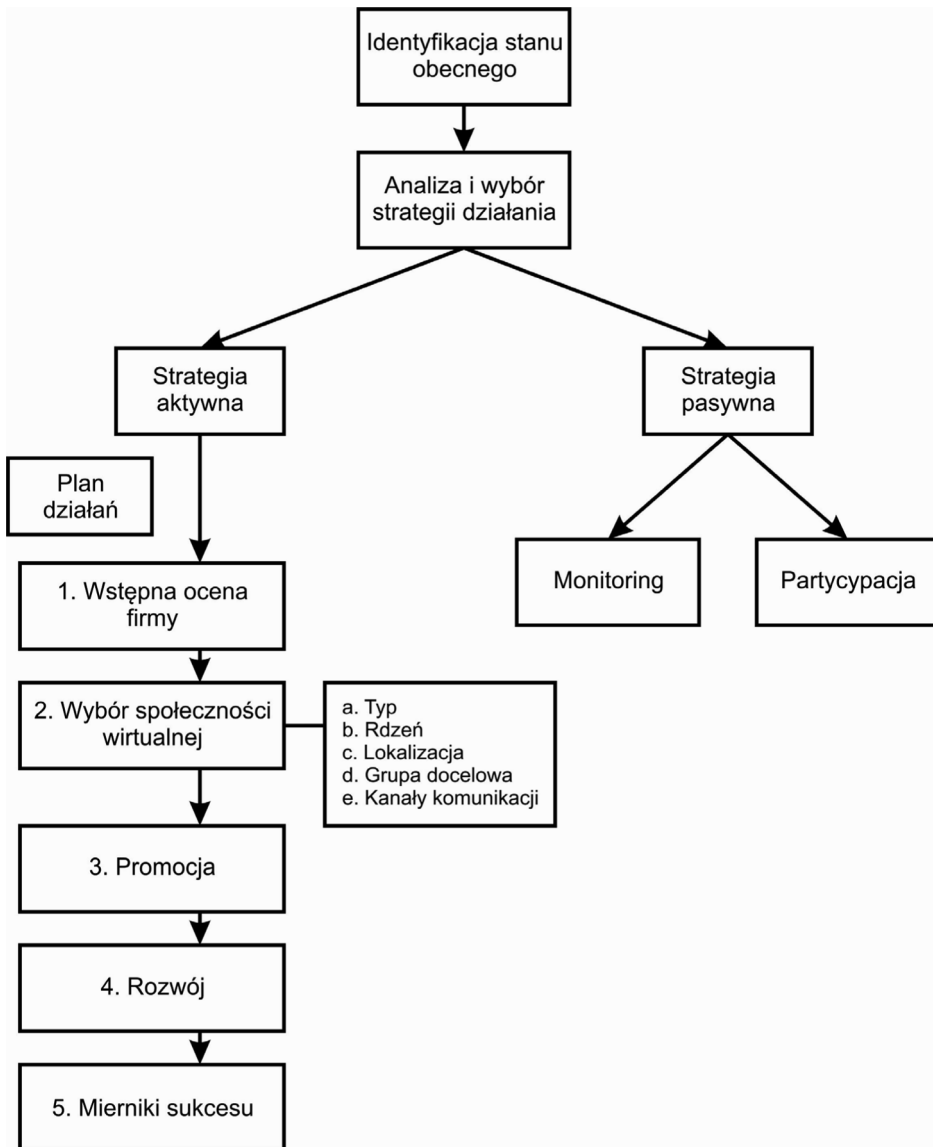 Identyfikacja stanu
obecnego
Analiza i wybór
strategii działania
Strategia
aktywna
Strategia
pasywna
Plan
działań
Monitoring
Partycypacja
1. Wstępna ocena
firmy
2. Wybór społeczności
wirtualnej
a. Typ
b. Rdzeń
c. Lokalizacja
d. Grupa docelowa
e. Kanały komunikacji
3. Promocja
4. Rozwój
5. Mierniki sukcesu